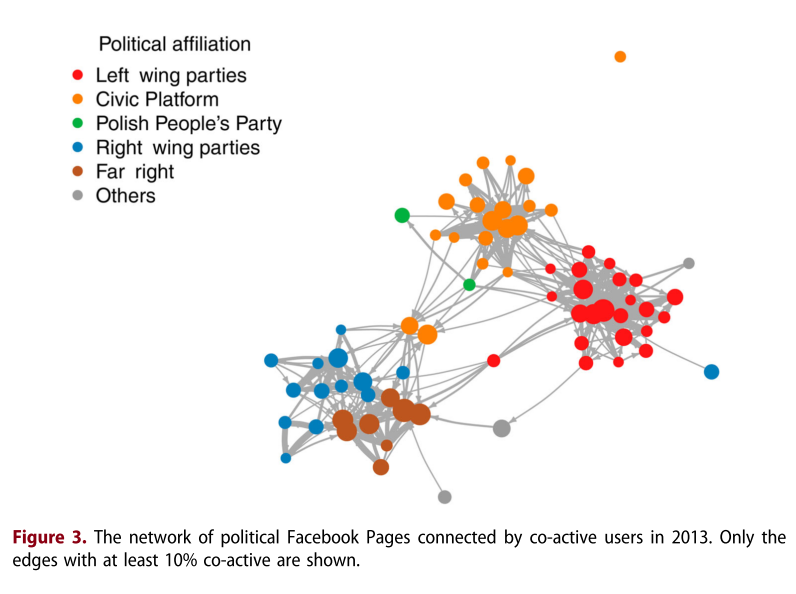 Political affiliation
Left wing parties
Civic Platform
Polish People's Party
Right wing parties
Far right
Others
Figure 3. The network of political Facebook Pages connected by co-active users in 2013. Only the
edges with at least 10% co-active are shown.